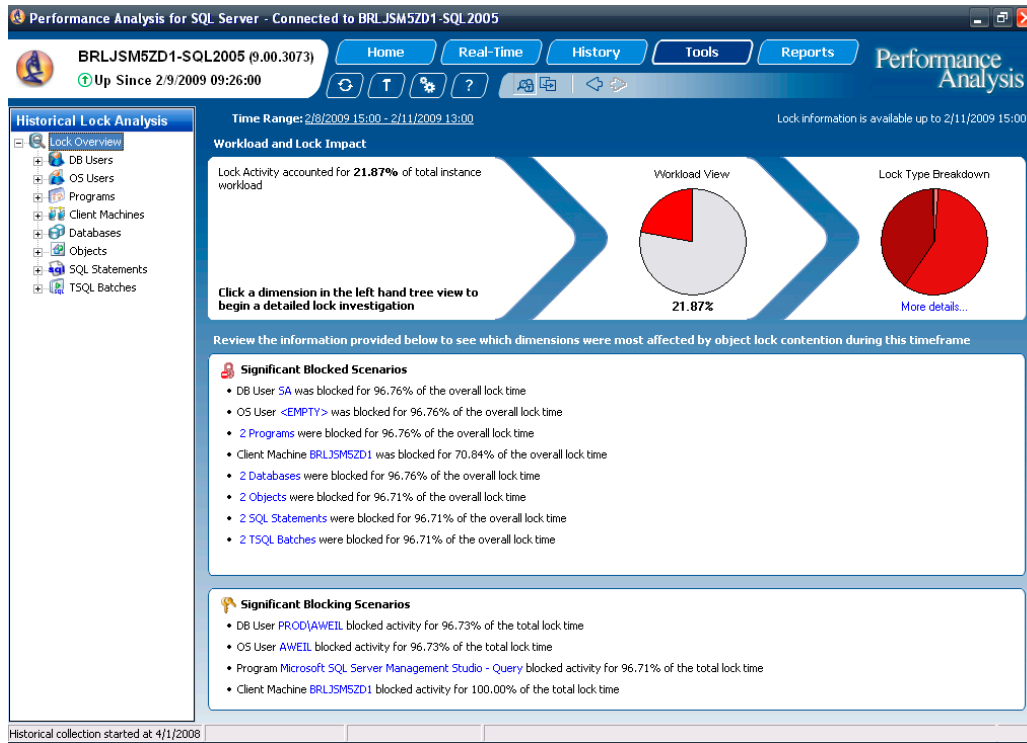 Performance Analysis for SQL Server - Connected to BRLJSM5ZD1-SQL2005
BRLJSM5ZD1-SQL2005 (9.00.3073)
Up Since 2/9/2009 09:26:00
Home
Real-Time
History
Tools
Reports
Performance
Analysis
T
?
Historical Lock Analysis
Lock Overview
DB Users
OS Users
Programs
Client Machines
Databases
Objects
SQL Statements
TSQL Batches
Time Range: 2/8/2009 15:00 - 2/11/2009 13:00
Lock information is available up to 2/11/2009 15:00
Workload and Lock Impact
Lock Activity accounted for 21.87% of total instance
workload
Click a dimension in the left hand tree view to
begin a detailed lock investigation
Workload View
21.87%
Lock Type Breakdown
More details...
Review the information provided below to see which dimensions were most affected by object lock contention during this timeframe
Significant Blocked Scenarios
• DB User SA was blocked for 96.76% of the overall lock time
• OS User <EMPTY> was blocked for 96.76% of the overall lock time
• 2 Programs were blocked for 96.76% of the overall lock time
• Client Machine BRLJSM5ZD1 was blocked for 70.84% of the overall lock time
• 2 Databases were blocked for 96.76% of the overall lock time
• 2 Objects were blocked for 96.71% of the overall lock time
• 2 SQL Statements were blocked for 96.71% of the overall lock time
• 2 TSQL Batches were blocked for 96.71% of the overall lock time
Significant Blocking Scenarios
• DB User PROD\AWEIL blocked activity for 96.73% of the total lock time
• OS User AWEIL blocked activity for 96.73% of the total lock time
• Program Microsoft SQL Server Management Studio - Query blocked activity for 96.71% of the total lock time
• Client Machine BRLJSM5ZD1 blocked activity for 100.00% of the total lock time
Historical collection started at 4/1/2008